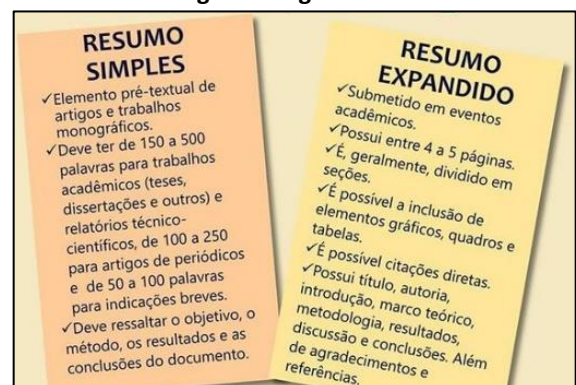 RESUMO
SIMPLES
✓Elemento pré-textual de
artigos e trabalhos
monográficos.
✓Deve ter de 150 a 500
palavras para trabalhos
acadêmicos (teses,
dissertações e outros) e
relatórios técnico-
científicos, de 100 a 250
para artigos de periódicos
e de 50 a 100 palavras
para indicações breves.
✓Deve ressaltar o objetivo, o
método, os resultados e as
conclusões do documento.
RESUMO
EXPANDIDO
✓Submetido em eventos
acadêmicos.
✓Possui entre 4 a 5 páginas.
✓É, geralmente, dividido em
seções.
✓É possível a inclusão de
elementos gráficos, quadros e
tabelas.
✓É possível citações diretas.
✓Possui título, autoria,
introdução, marco teórico,
metodologia, resultados,
discussão e conclusões. Além
de agradecimentos e
referências.